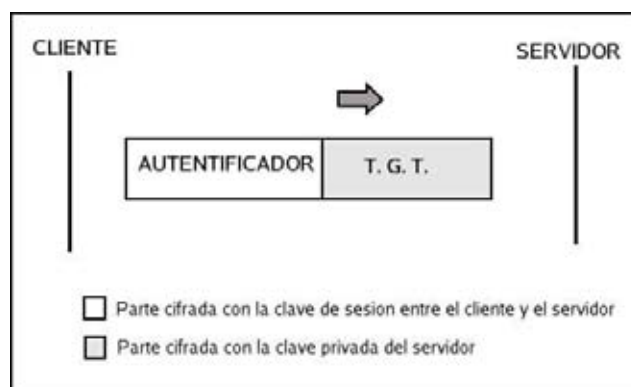 CLIENTE
SERVIDOR
AUTENTIFICADOR
T. G. T.
Parte cifrada con la clave de sesion entre el cliente y el servidor
Parte cifrada con la clave privada del servidor